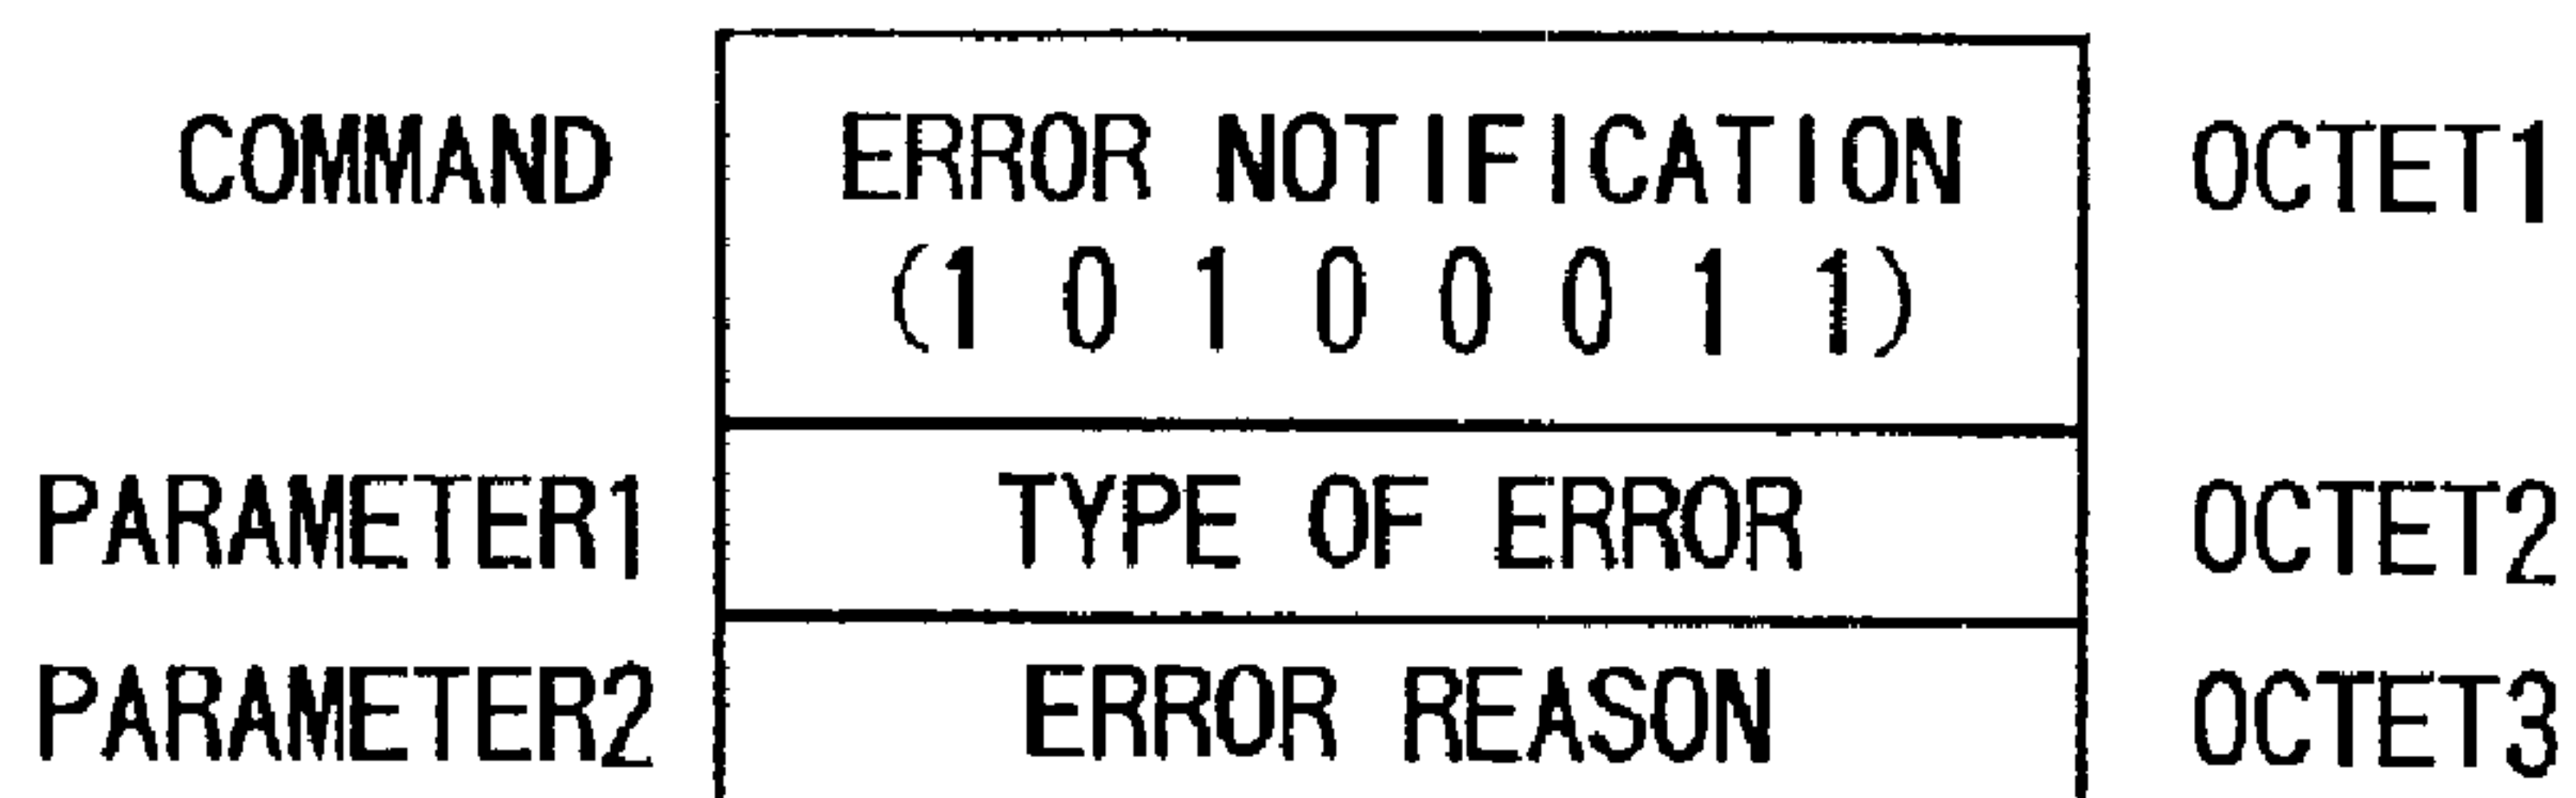 COMMAND ERROR NOTIFICATION OCTET1
(1 0 1 0 0 0 1 1)
PARAMETER1 TYPE OF ERROR OCTET2
PARAMETER2 ERROR REASON OCTET3